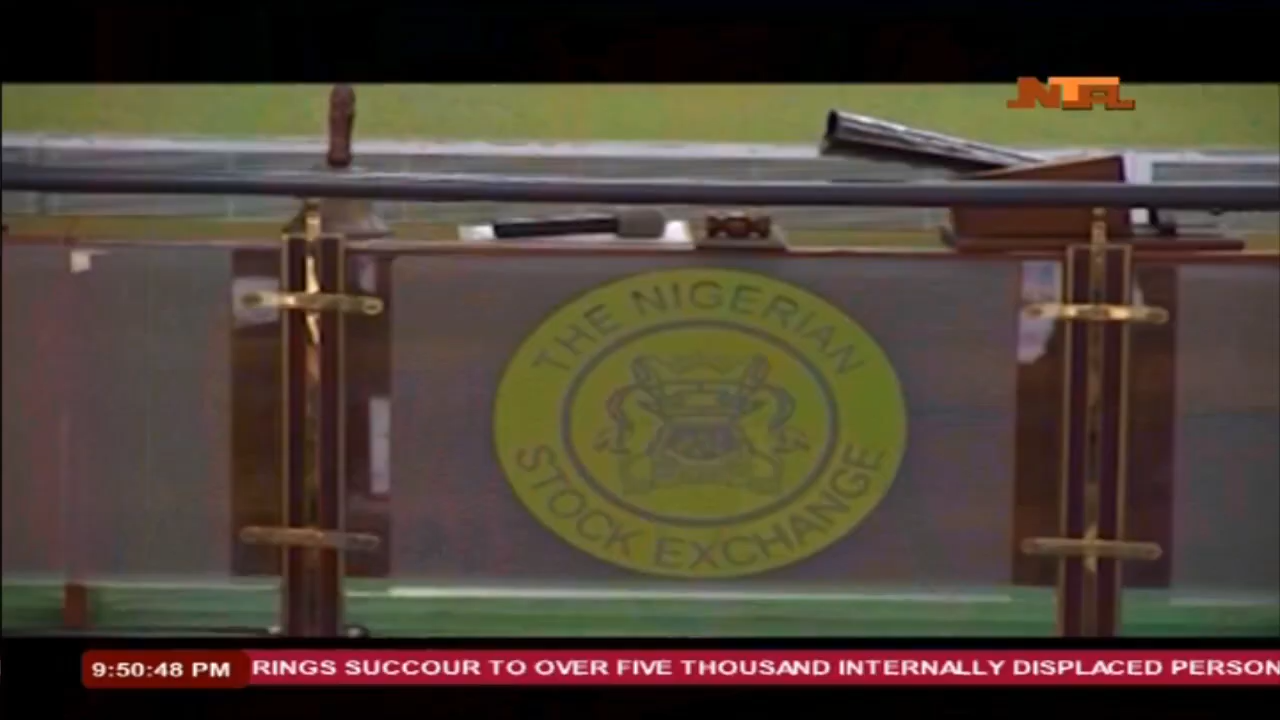 NTA
THE NIGERIAN
STOCK EXCHANGE
9:50:48 PM RINGS SUCCOUR TO OVER FIVE THOUSAND INTERNALLY DISPLACED PERSON